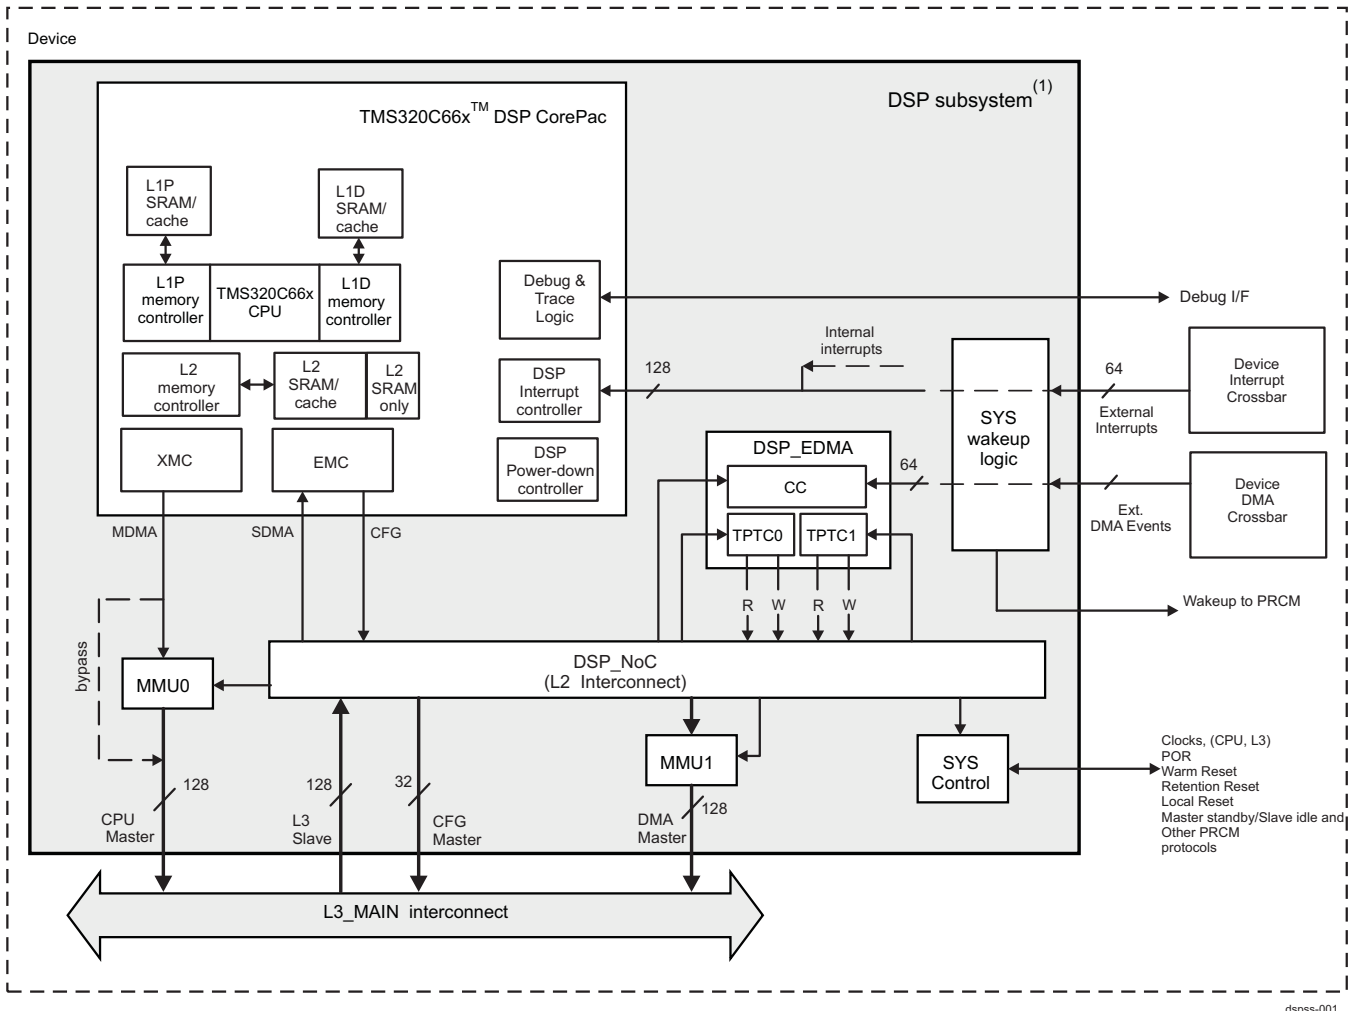 Device
DSP subsystem(1)
TMS320C66x™ DSP CorePac
L1P
SRAM/
cache
L1D
SRAM/
cache
L1P
memory
controller
TMS320C66x
CPU
L1D
memory
controller
Debug &
Trace
Logic
Debug I/F
L2
memory
controller
L2
SRAM/
cache
L2
SRAM
only
DSP
Interrupt
controller
128
Internal
interrupts
SYS
wakeup
logic
64
External
Interrupts
Device
Interrupt
Crossbar
XMC
EMC
DSP
Power-down
controller
DSP_EDMA
CC
64
TPTC0
TPTC1
Ext.
DMA Events
Device
DMA
Crossbar
MDMA
SDMA
CFG
R
W
R
W
Wakeup to PRCM
bypass
MMU0
DSP_NoC
(L2 Interconnect)
MMU1
SYS
Control
Clocks, (CPU, L3)
POR
Warm Reset
Retention Reset
Local Reset
Master standby/Slave idle and
Other PRCM
protocols
128
CPU
Master
128
L3
Slave
32
CFG
Master
128
DMA
Master
L3_MAIN interconnect
dspss-001